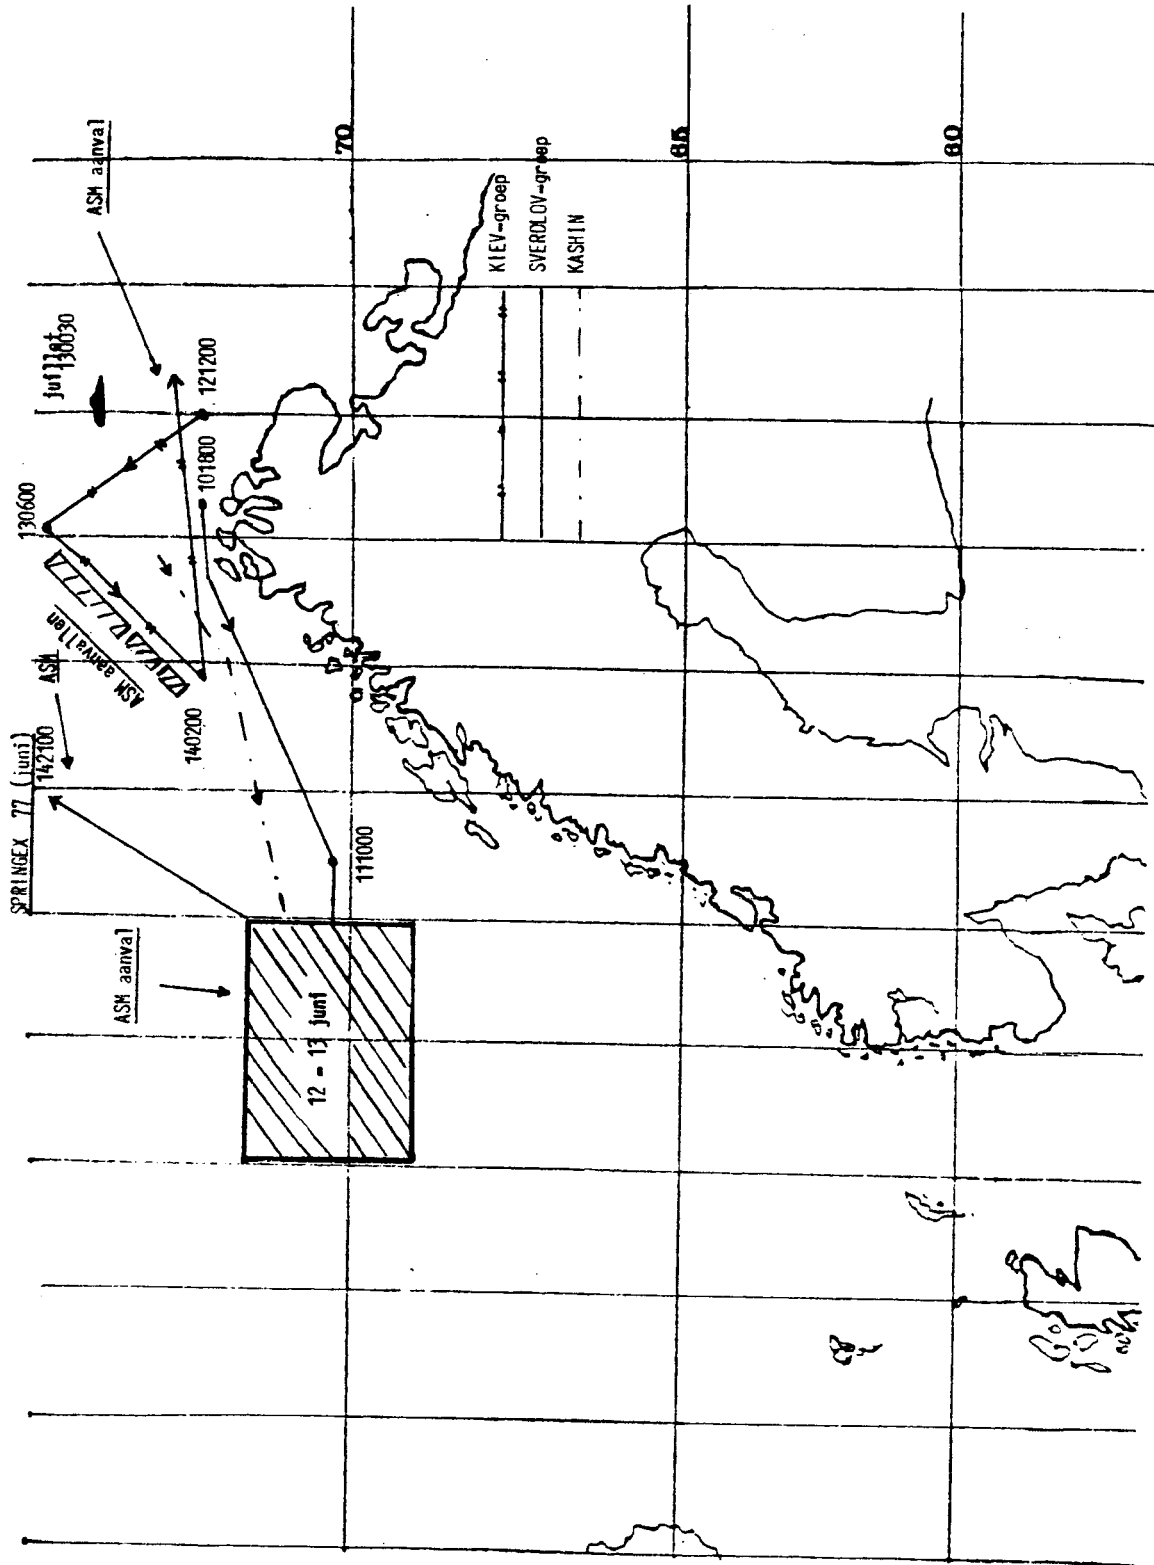 SPRINGEX 77 (juni)
142100
ASM
ASM aanvallen
130600
juillet
130030
ASM aanval
121200
101800
140200
111000
ASM aanval
12 - 13 juni
70
65
60
KIEV-groep
SVERDLOV-groep
KASHIN